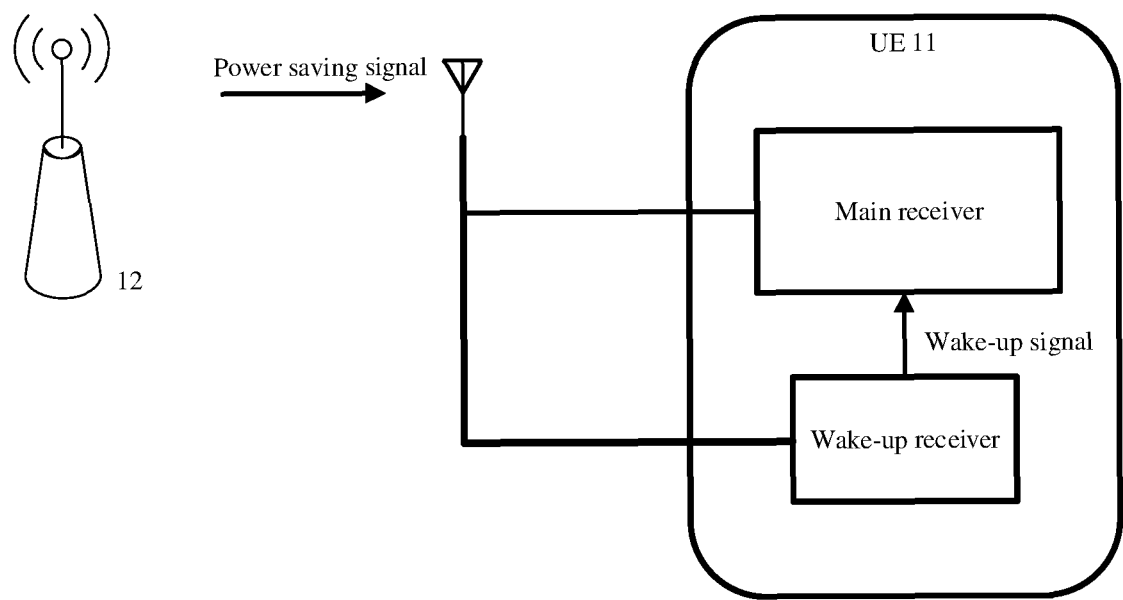 UE 11
Power saving signal
Main receiver
12
Wake-up signal
Wake-up receiver